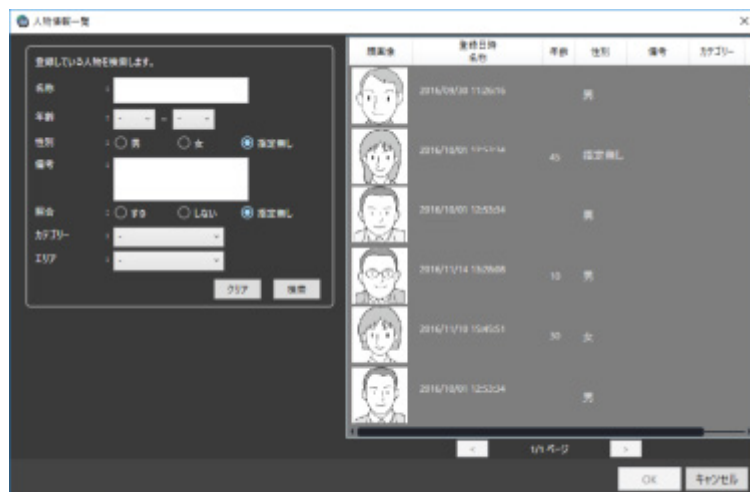 人物情報一覧
登録している人物を検索します。
名称 :
年齢 : - - -
性別 : 男 女 指定無し
備考 :
照合 : する しない 指定無し
カテゴリー : -
エリア : -
クリア 検索
顔画像 登録日時 名称 年齢 性別 備考 カテゴリー
2016/09/30 11:26:16 男
2016/10/01 45 指定無し
2016/10/01 12:53:34 男
2016/11/14 10 男
2016/11/10 15:45:51 30 女
2016/10/01 12:53:34 男
< 1/1 ページ >
OK キャンセル